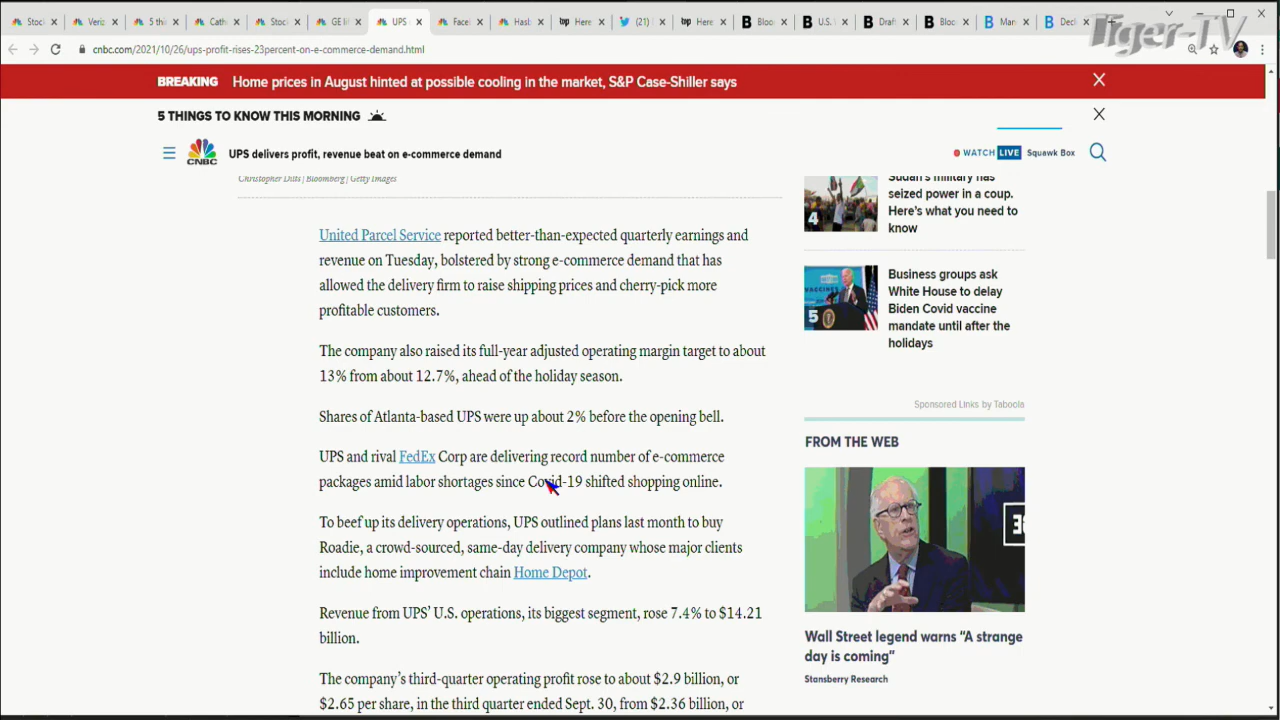 Stoc
Veriz
5 thi
Cath
Stock
GE li
UPS
Facel
Hasb
Here
(21)
Here
Bloo
U.S.
Draft
Bloo
Mar
Dec
Tiger-TV
cnbc.com/2021/10/26/ups-profit-rises-23percent-on-e-commerce-demand.html
BREAKING Home prices in August hinted at possible cooling in the market, S&P Case-Shiller says
5 THINGS TO KNOW THIS MORNING
CNBC
UPS delivers profit, revenue beat on e-commerce demand
WATCH LIVE Squawk Box
Christopher Dilts | Bloomberg | Getty Images
United Parcel Service reported better-than-expected quarterly earnings and
revenue on Tuesday, bolstered by strong e-commerce demand that has
allowed the delivery firm to raise shipping prices and cherry-pick more
profitable customers.
The company also raised its full-year adjusted operating margin target to about
13% from about 12.7%, ahead of the holiday season.
Shares of Atlanta-based UPS were up about 2% before the opening bell.
UPS and rival FedEx Corp are delivering record number of e-commerce
packages amid labor shortages since Covid-19 shifted shopping online.
To beef up its delivery operations, UPS outlined plans last month to buy
Roadie, a crowd-sourced, same-day delivery company whose major clients
include home improvement chain Home Depot.
Revenue from UPS' U.S. operations, its biggest segment, rose 7.4% to $14.21
billion.
The company's third-quarter operating profit rose to about $2.9 billion, or
$2.65 per share, in the third quarter ended Sept. 30, from $2.36 billion, or
4
Sudan's military has
seized power in a coup.
Here's what you need to
know
5
Business groups ask
White House to delay
Biden Covid vaccine
mandate until after the
holidays
Sponsored Links by Taboola
FROM THE WEB
Wall Street legend warns "A strange
day is coming"
Stansberry Research